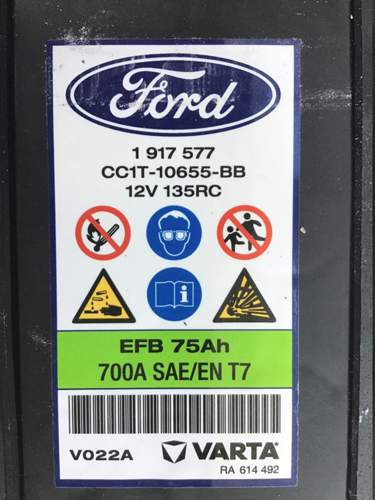 Ford
1 917 577
CC1T-10655-BB
12V 135RC
EFB 75Ah
700A SAE/EN T7
V022A VARTA®
RA 614 492